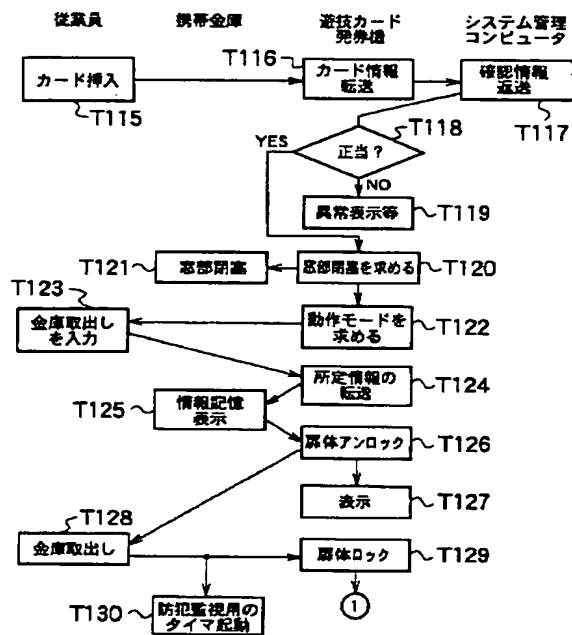 従業員
携帯金庫
遊技カード
発券機
システム管理
コンピュータ
カード挿入
T115
T116
カード情報
転送
確認情報
返送
T117
YES
正当?
T118
NO
異常表示等
T119
T121
窓部閉塞
窓部閉塞を求める
T120
T123
金庫取出し
を入力
動作モードを
求める
T122
所定情報の
転送
T124
T125
情報記憶
表示
扉体アンロック
T126
表示
T127
T128
金庫取出し
扉体ロック
T129
T130
防犯監視用の
タイマ起動
1